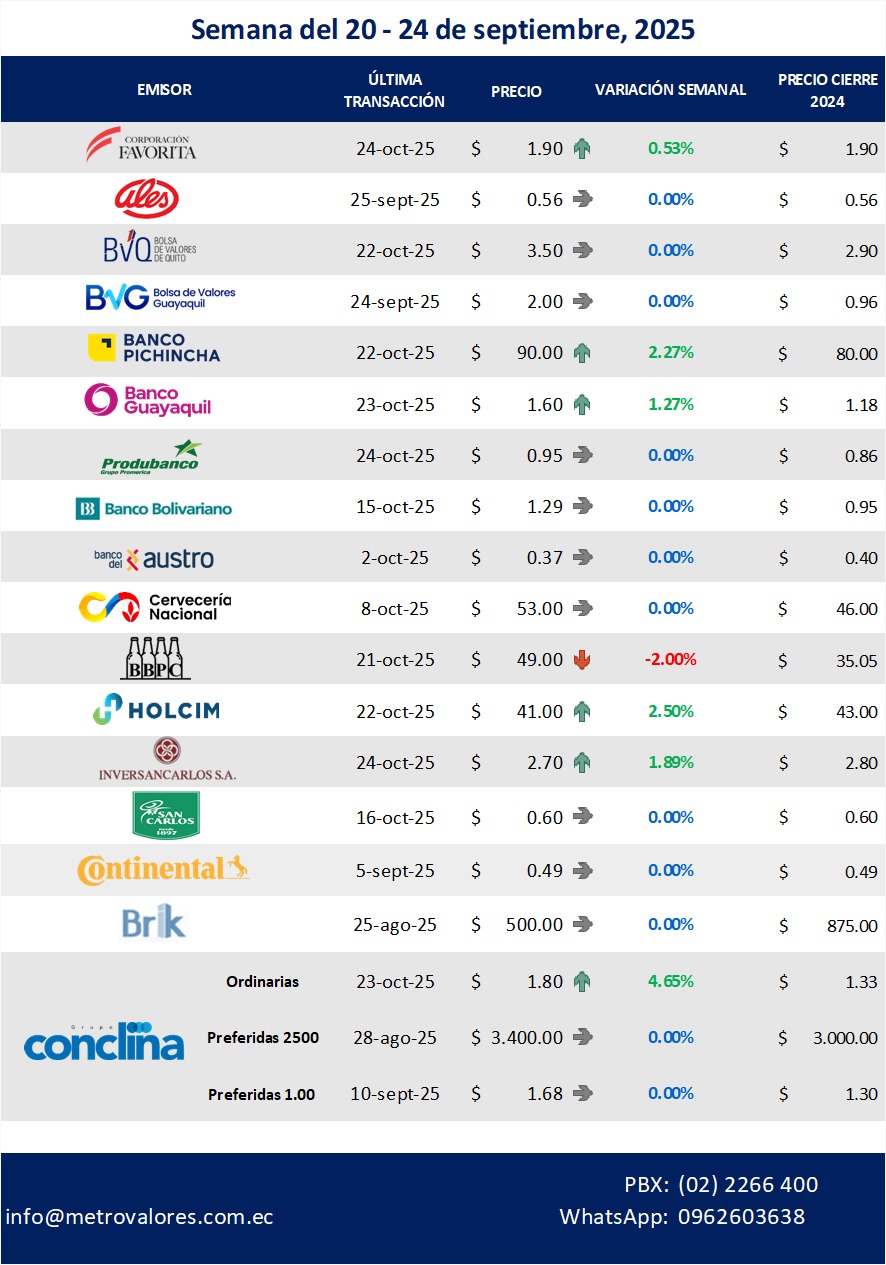 Semana del 20 - 24 de septiembre, 2025
EMISOR ÚLTIMA TRANSACCIÓN PRECIO VARIACIÓN SEMANAL PRECIO CIERRE 2024
CORPORACIÓN FAVORITA 24-oct-25 $ 1.90 0.53% $ 1.90
ales 25-sept-25 $ 0.56 0.00% $ 0.56
BVQ BOLSA DE VALORES DE QUITO 22-oct-25 $ 3.50 0.00% $ 2.90
BVG Bolsa de Valores Guayaquil 24-sept-25 $ 2.00 0.00% $ 0.96
BANCO PICHINCHA 22-oct-25 $ 90.00 2.27% $ 80.00
Banco Guayaquil 23-oct-25 $ 1.60 1.27% $ 1.18
Produbanco Grupo Promerica 24-oct-25 $ 0.95 0.00% $ 0.86
BB Banco Bolivariano 15-oct-25 $ 1.29 0.00% $ 0.95
banco del austro 2-oct-25 $ 0.37 0.00% $ 0.40
Cervecería Nacional 8-oct-25 $ 53.00 0.00% $ 46.00
BBPC 21-oct-25 $ 49.00 -2.00% $ 35.05
HOLCIM 22-oct-25 $ 41.00 2.50% $ 43.00
INVERSANCARLOS S.A. 24-oct-25 $ 2.70 1.89% $ 2.80
SAN CARLOS desde 1897 16-oct-25 $ 0.60 0.00% $ 0.60
Continental 5-sept-25 $ 0.49 0.00% $ 0.49
Brik 25-ago-25 $ 500.00 0.00% $ 875.00
Grupo conclina
Ordinarias 23-oct-25 $ 1.80 4.65% $ 1.33
Preferidas 2500 28-ago-25 $ 3.400.00 0.00% $ 3.000.00
Preferidas 1.00 10-sept-25 $ 1.68 0.00% $ 1.30
PBX: (02) 2266 400
info@metrovalores.com.ec WhatsApp: 0962603638